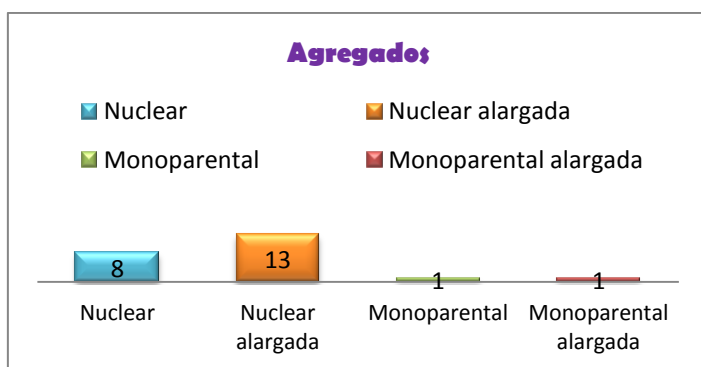 Agregados
Nuclear
Nuclear alargada
Monoparental
Monoparental alargada
8
13
1
1
Nuclear
Nuclear
alargada
Monoparental
Monoparental
alargada